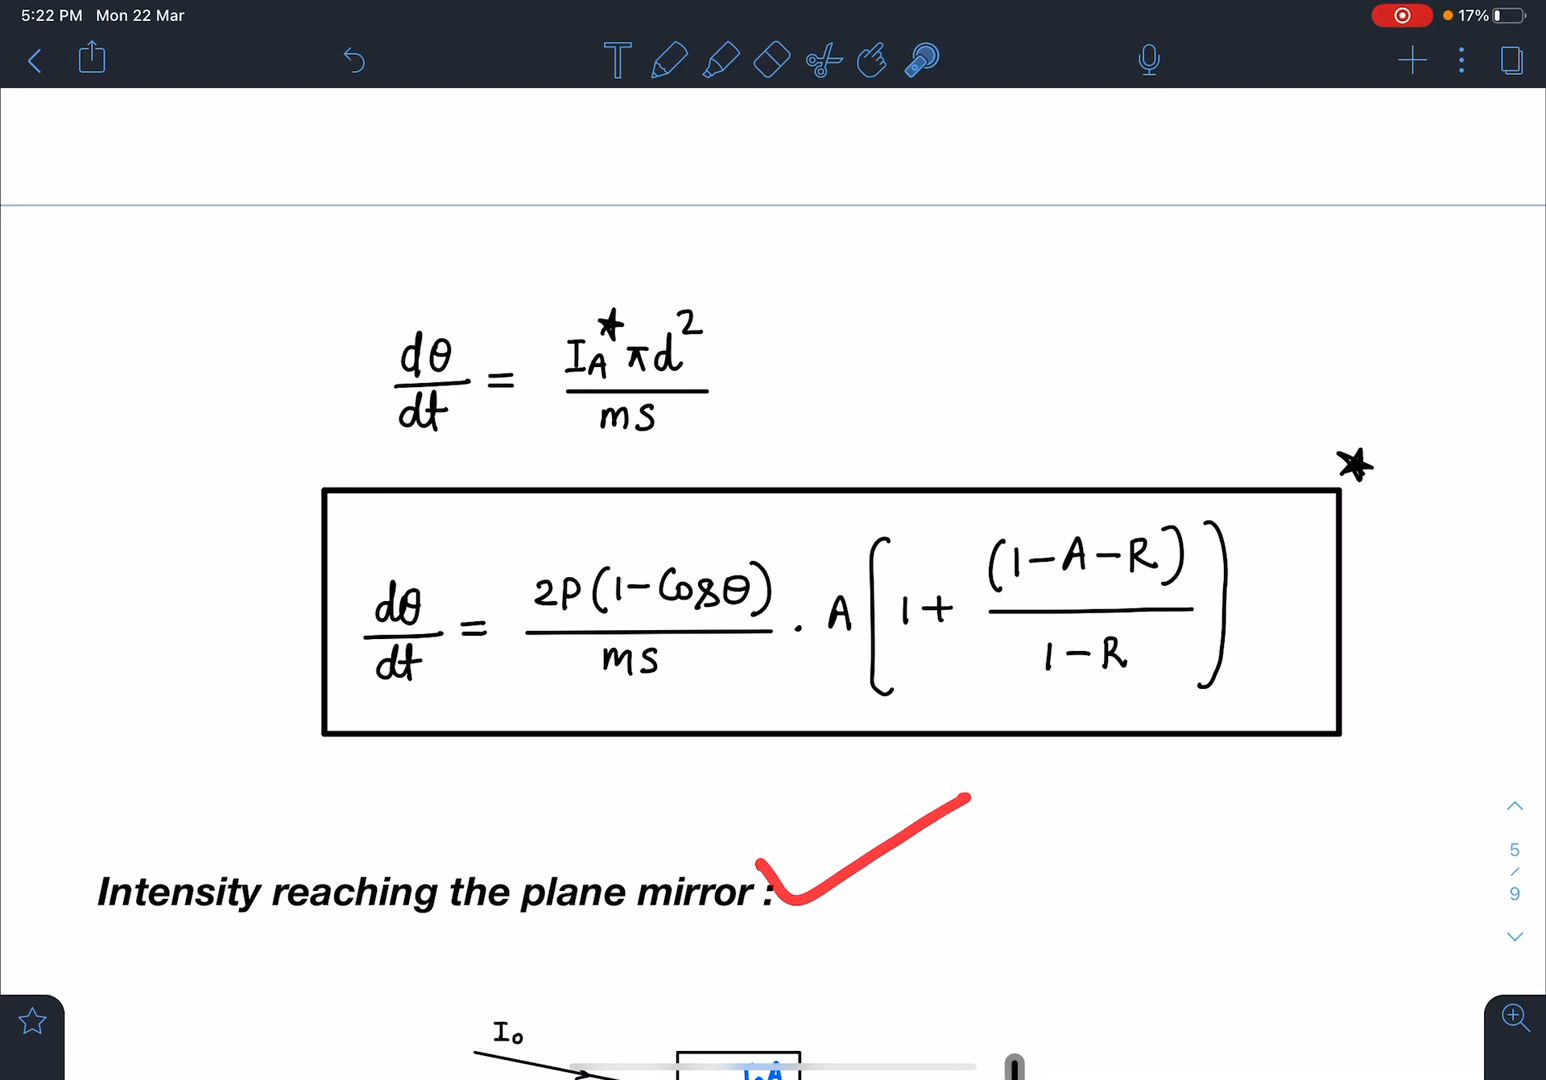 5:22 PM Mon 22 Mar
17%
T
dθ/dt = I_A^★ πd²/ms
★
dθ/dt = 2P(1-Cosθ)/ms . A[1+ (1-A-R)/1-R]
5
/
9
Intensity reaching the plane mirror :
I₀